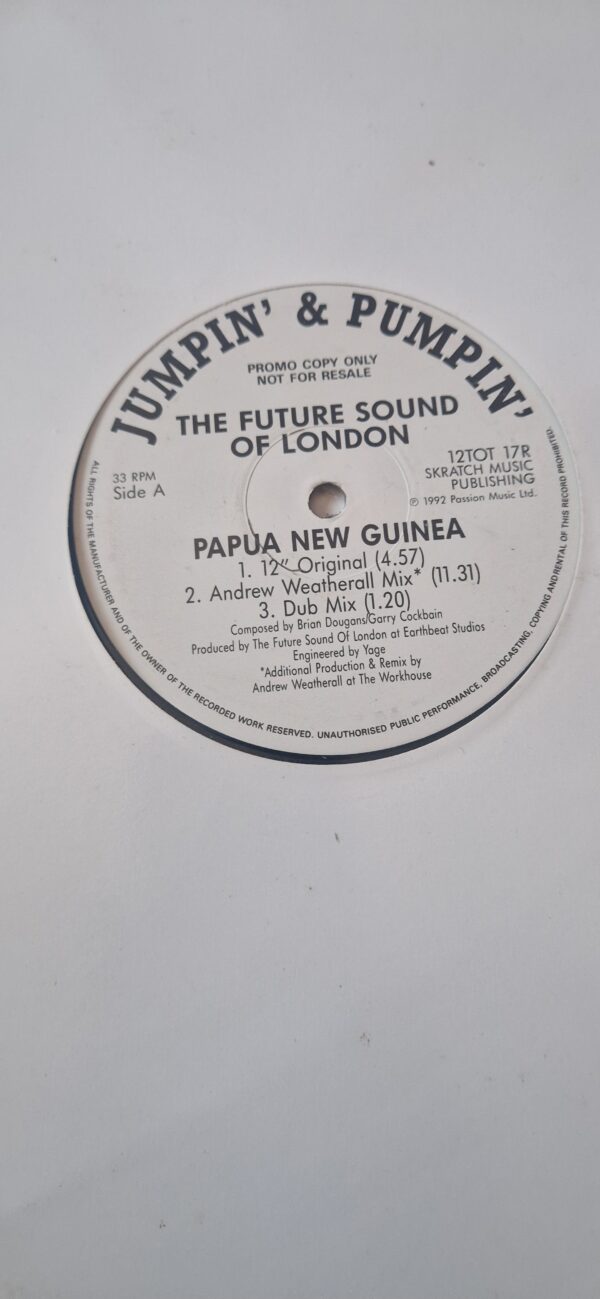 JUMPIN' & PUMPIN'
PROMO COPY ONLY
NOT FOR RESALE
THE FUTURE SOUND
OF LONDON
33 RPM
Side A
12TOT 17R
SKRATCH MUSIC
PUBLISHING
℗ 1992 Passion Music Ltd.
PAPUA NEW GUINEA
1. 12" Original (4.57)
2. Andrew Weatherall Mix* (11.31)
3. Dub Mix (1.20)
Composed by Brian Dougans/Garry Cockbain
Produced by The Future Sound Of London at Earthbeat Studios
Engineered by Yage
*Additional Production & Remix by
Andrew Weatherall at The Workhouse
ALL RIGHTS OF THE MANUFACTURER AND OF THE OWNER OF THE RECORDED WORK RESERVED. UNAUTHORISED PUBLIC PERFORMANCE, BROADCASTING, COPYING AND RENTAL OF THIS RECORD PROHIBITED.